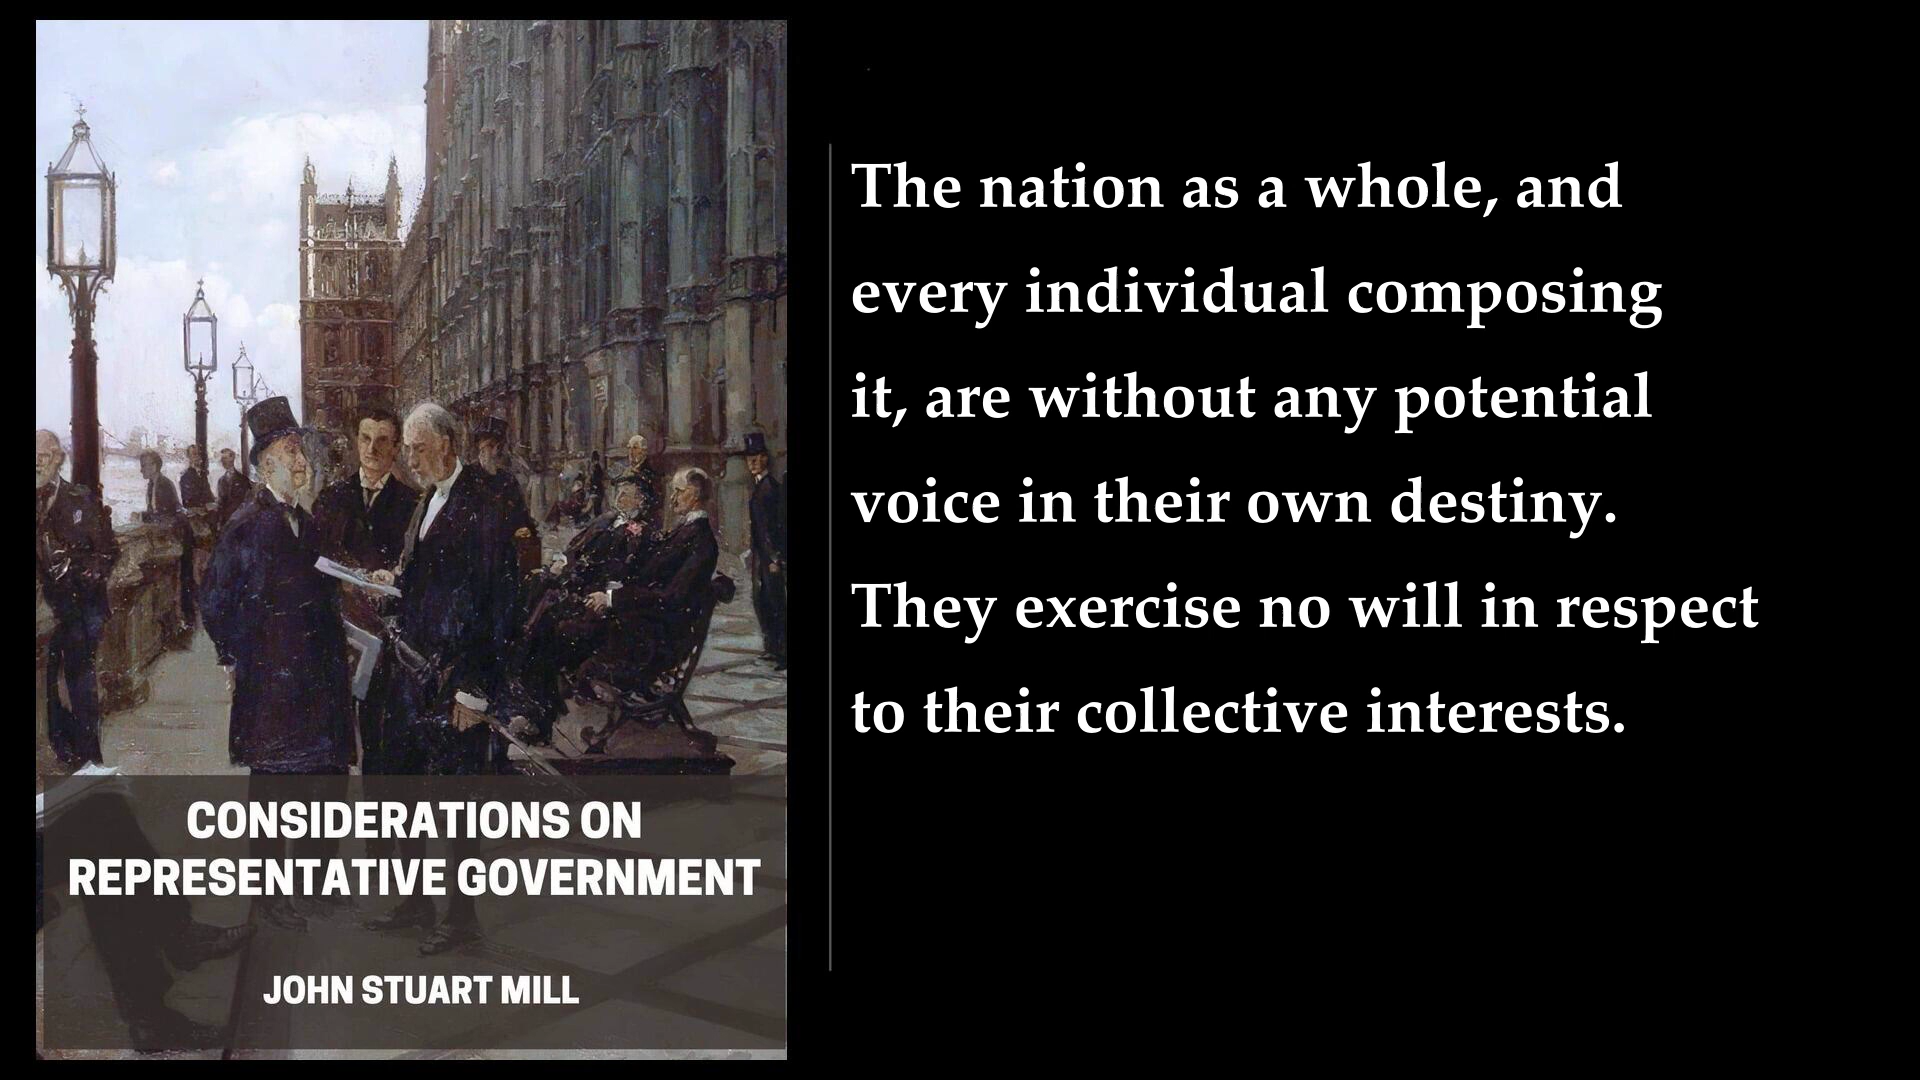 The nation as a whole, and
every individual composing
it, are without any potential
voice in their own destiny.
They exercise no will in respect
to their collective interests.
CONSIDERATIONS ON
REPRESENTATIVE GOVERNMENT
JOHN STUART MILL